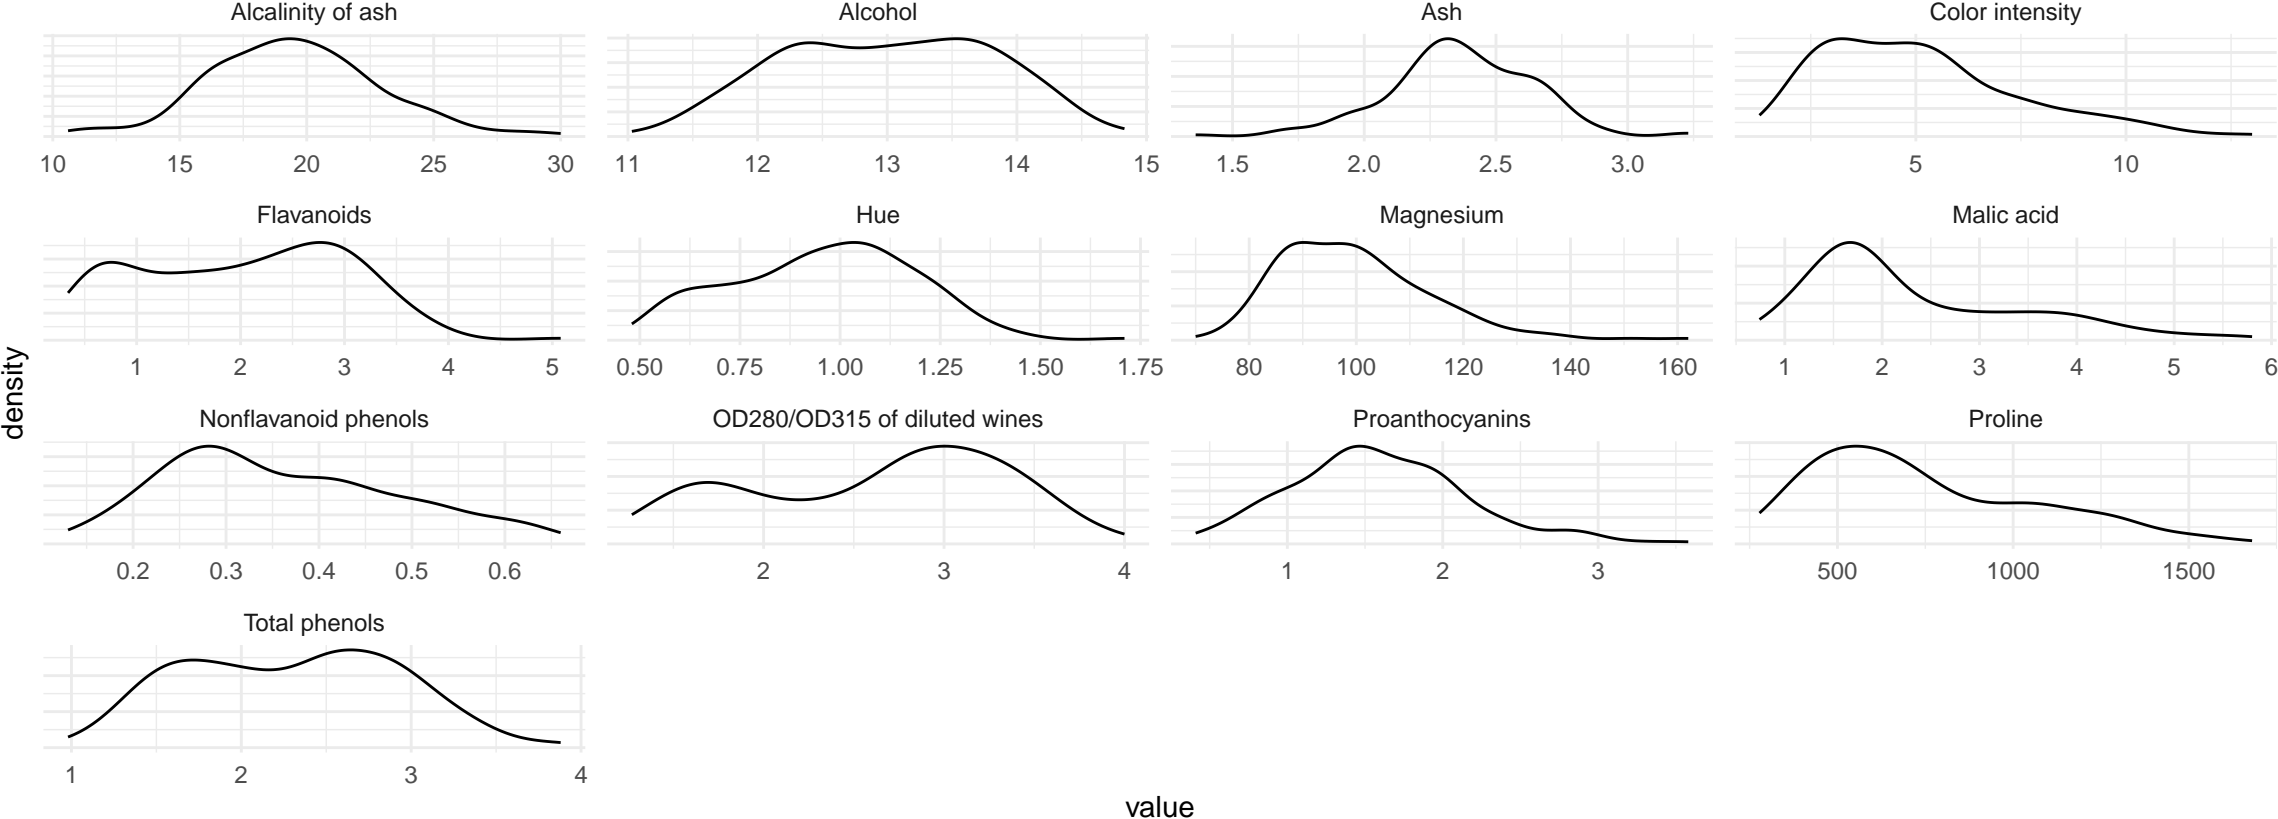 Alcalinity of ash Alcohol Ash Color intensity
10 15 20 25 30 11 12 13 14 15 1.5 2.0 2.5 3.0 5 10
Flavanoids Hue Magnesium Malic acid
1 2 3 4 5 0.50 0.75 1.00 1.25 1.50 1.75 80 100 120 140 160 1 2 3 4 5 6
density
Nonflavanoid phenols OD280/OD315 of diluted wines Proanthocyanins Proline
0.2 0.3 0.4 0.5 0.6 2 3 4 1 2 3 500 1000 1500
Total phenols
1 2 3 4
value